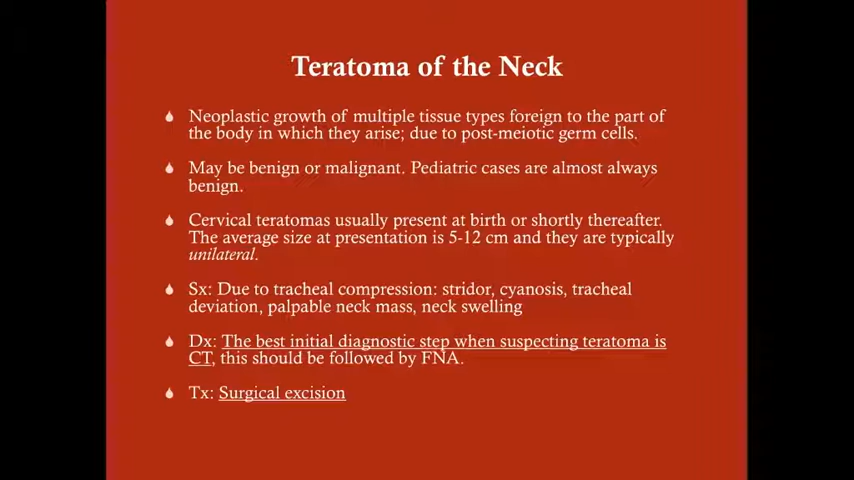 Teratoma of the Neck
Neoplastic growth of multiple tissue types foreign to the part of
the body in which they arise; due to post-meiotic germ cells.
May be benign or malignant. Pediatric cases are almost always
benign.
Cervical teratomas usually present at birth or shortly thereafter.
The average size at presentation is 5-12 cm and they are typically
unilateral.
Sx: Due to tracheal compression: stridor, cyanosis, tracheal
deviation, palpable neck mass, neck swelling
Dx: The best initial diagnostic step when suspecting teratoma is
CT, this should be followed by FNA.
Tx: Surgical excision